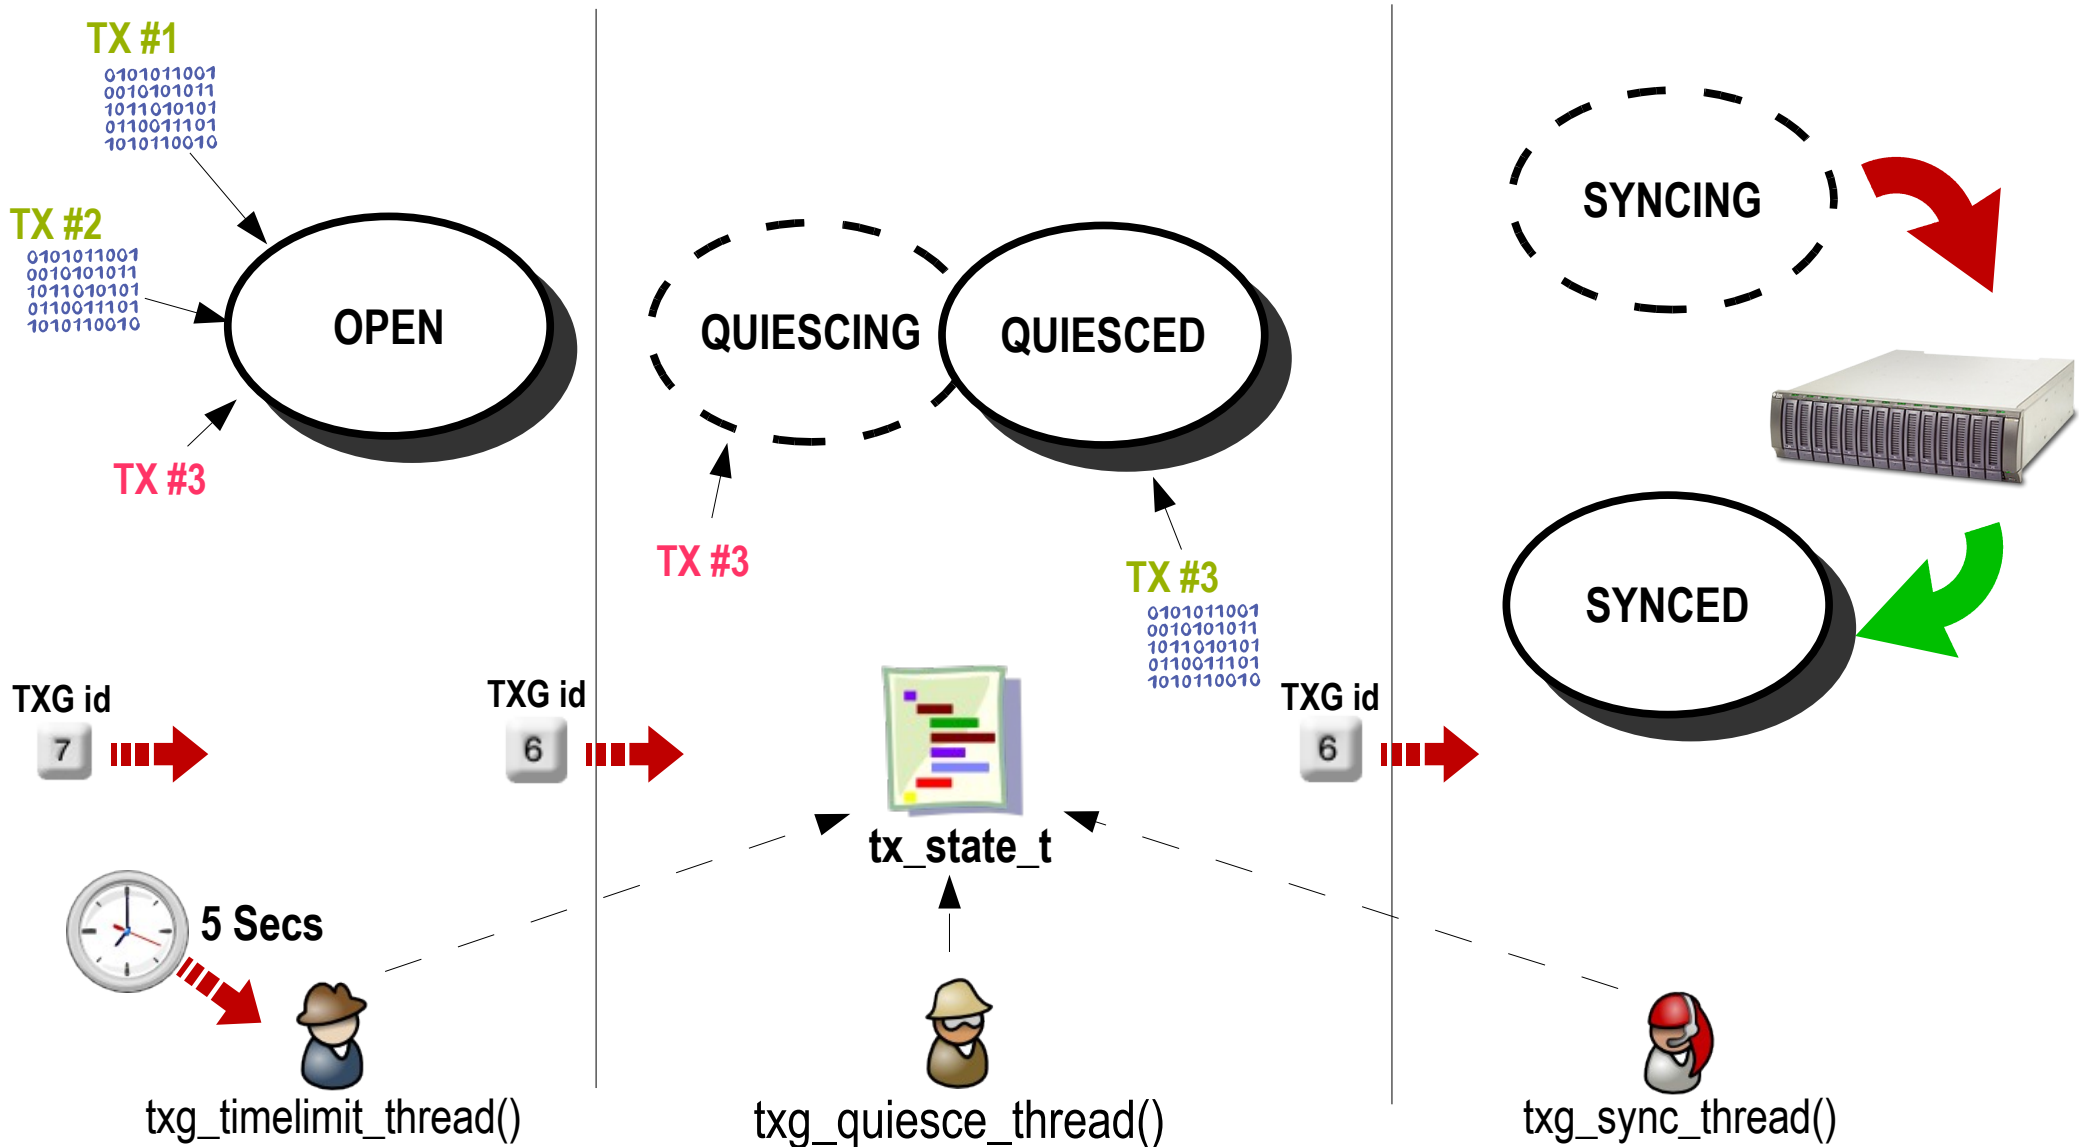 TX #1
0101011001
0010101011
1011010101
0110011101
1010110010
TX #2
0101011001
0010101011
1011010101
0110011101
1010110010
OPEN
TX #3
TXG id
7
TXG id
6
5 Secs
txg_timelimit_thread()
QUIESCING
QUIESCED
TX #3
TX #3
0101011001
0010101011
1011010101
0110011101
1010110010
tx_state_t
TXG id
6
txg_quiesce_thread()
SYNCING
SYNCED
txg_sync_thread()